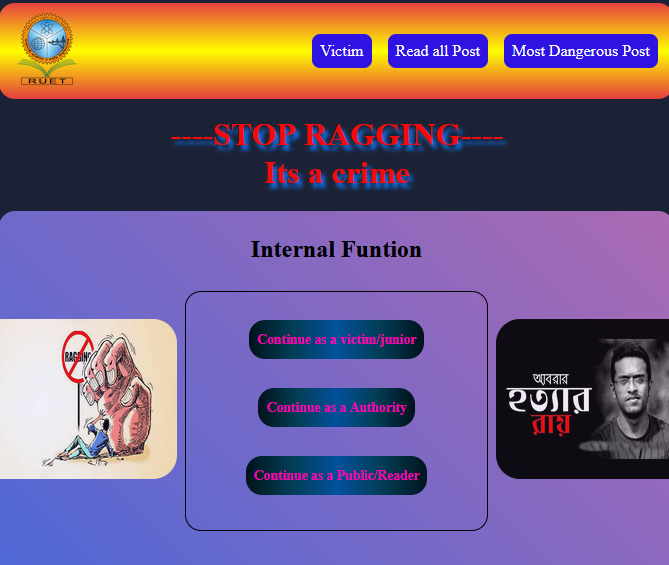 RUET
Victim
Read all Post
Most Dangerous Post
----STOP RAGGING----
Its a crime
Internal Funtion
RAGGING
Continue as a victim/junior
Continue as a Authority
Continue as a Public/Reader
আবরার
হত্যার
রায়